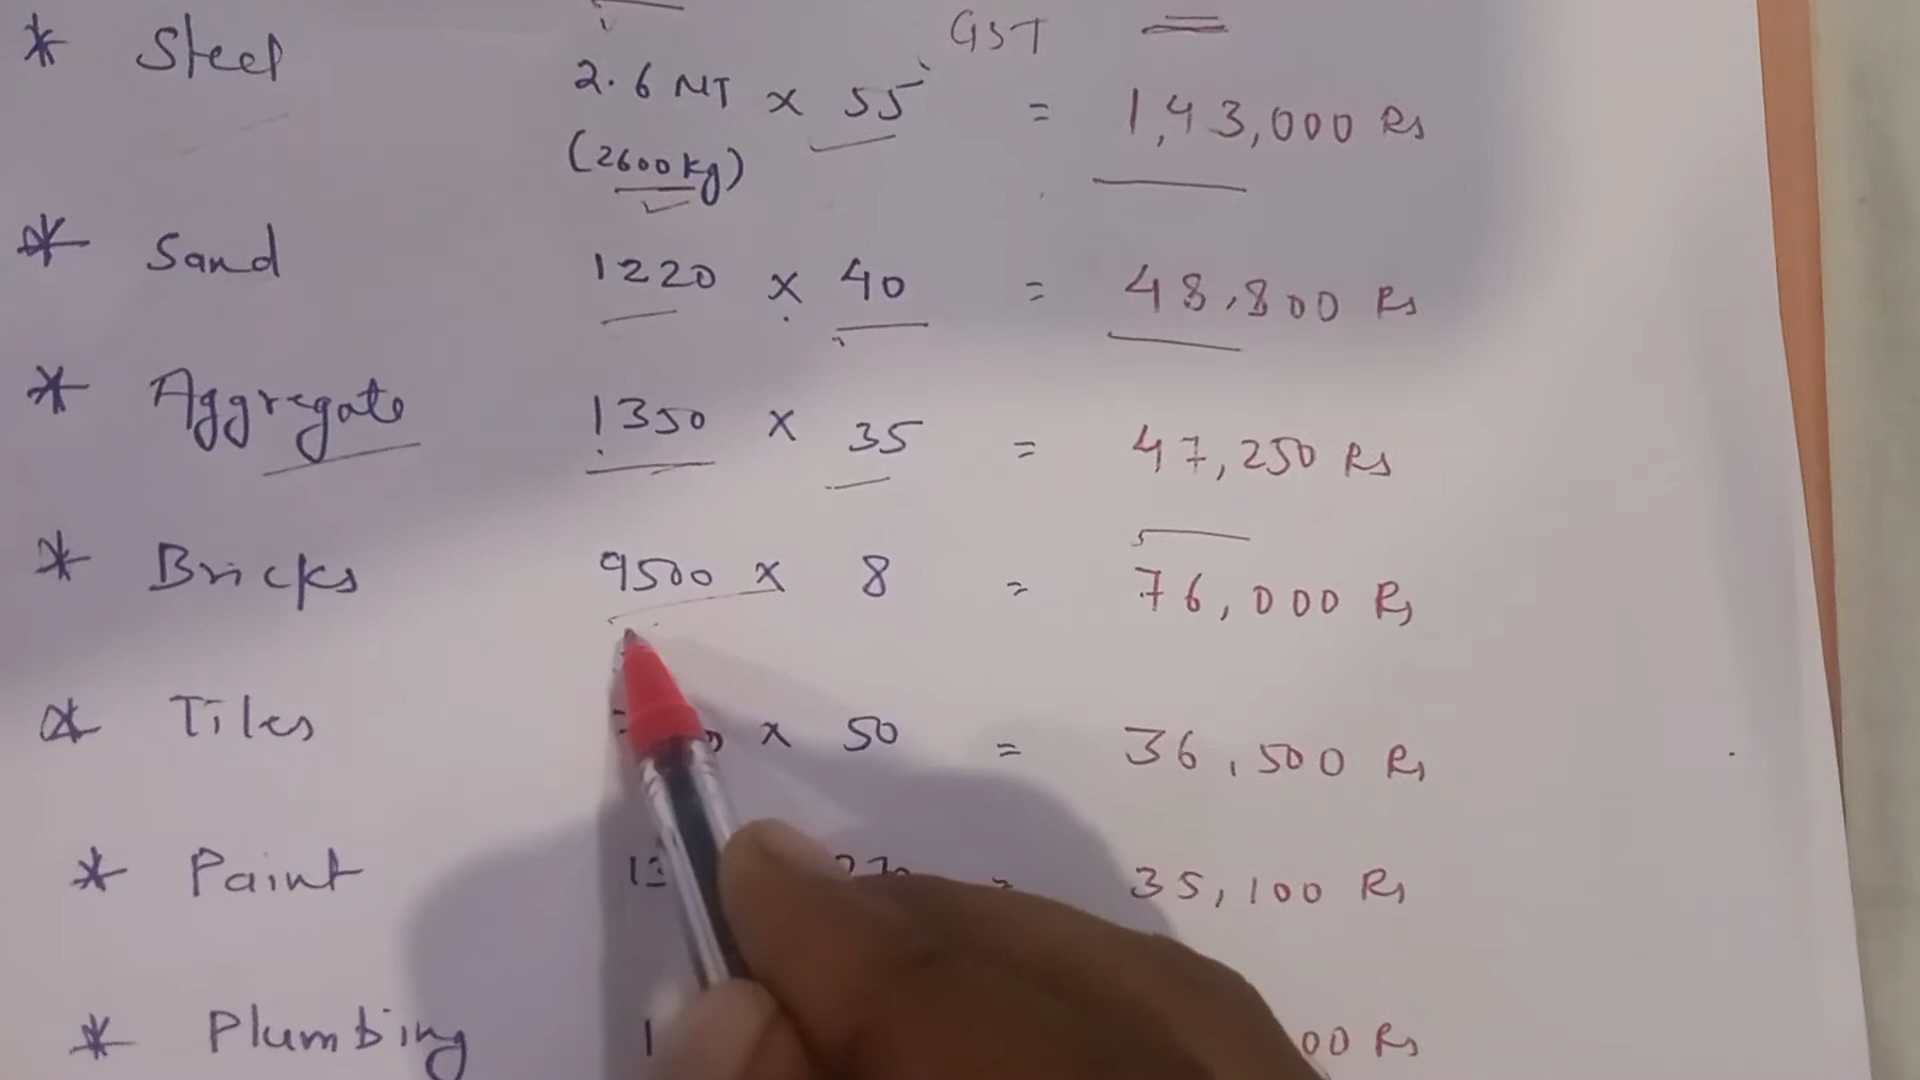 GST
* Steel 2.6 MT x 55 = 1,43,000 Rs
(2600kg)
* Sand 1220 x 40 = 48,800 Rs
* Aggregate 1350 x 35 = 47,250 Rs
* Bricks 9500 x 8 = 76,000 Rs
* Tiles x 50 = 36,500 Rs
* Paint = 35,100 Rs
* Plumbing Rs